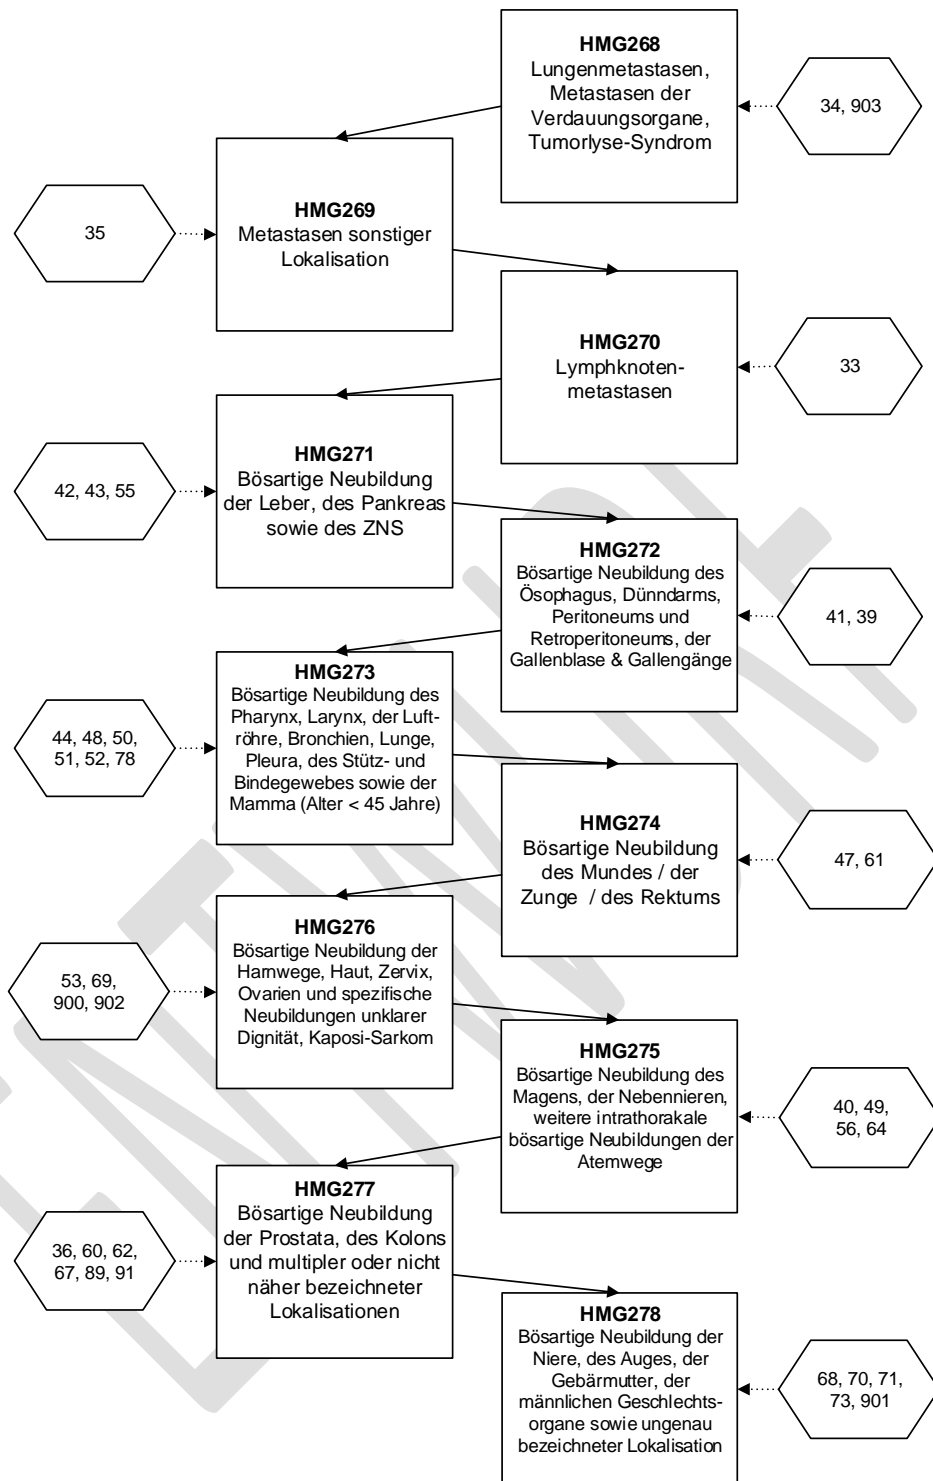 HMG268
Lungenmetastasen,
Metastasen der
Verdauungsorgane,
Tumorlyse-Syndrom
34, 903
HMG269
Metastasen sonstiger
Lokalisation
35
HMG270
Lymphknoten-
metastasen
33
HMG271
Bösartige Neubildung
der Leber, des Pankreas
sowie des ZNS
42, 43, 55
HMG272
Bösartige Neubildung des
Ösophagus, Dünndarms,
Peritoneums und
Retroperitoneums, der
Gallenblase & Gallengänge
41, 39
HMG273
Bösartige Neubildung des
Pharynx, Larynx, der Luft-
röhre, Bronchien, Lunge,
Pleura, des Stütz- und
Bindegewebes sowie der
Mamma (Alter < 45 Jahre)
44, 48, 50,
51, 52, 78
HMG274
Bösartige Neubildung
des Mundes / der
Zunge / des Rektums
47, 61
HMG276
Bösartige Neubildung der
Harnwege, Haut, Zervix,
Ovarien und spezifische
Neubildungen unklarer
Dignität, Kaposi-Sarkom
53, 69,
900, 902
HMG275
Bösartige Neubildung des
Magens, der Nebennieren,
weitere intrathorakale
bösartige Neubildungen der
Atemwege
40, 49,
56, 64
HMG277
Bösartige Neubildung
der Prostata, des Kolons
und multipler oder nicht
näher bezeichneter
Lokalisationen
36, 60, 62,
67, 89, 91
HMG278
Bösartige Neubildung der
Niere, des Auges, der
Gebärmutter, der
männlichen Geschlechts-
organe sowie ungenau
bezeichneter Lokalisation
68, 70, 71,
73, 901